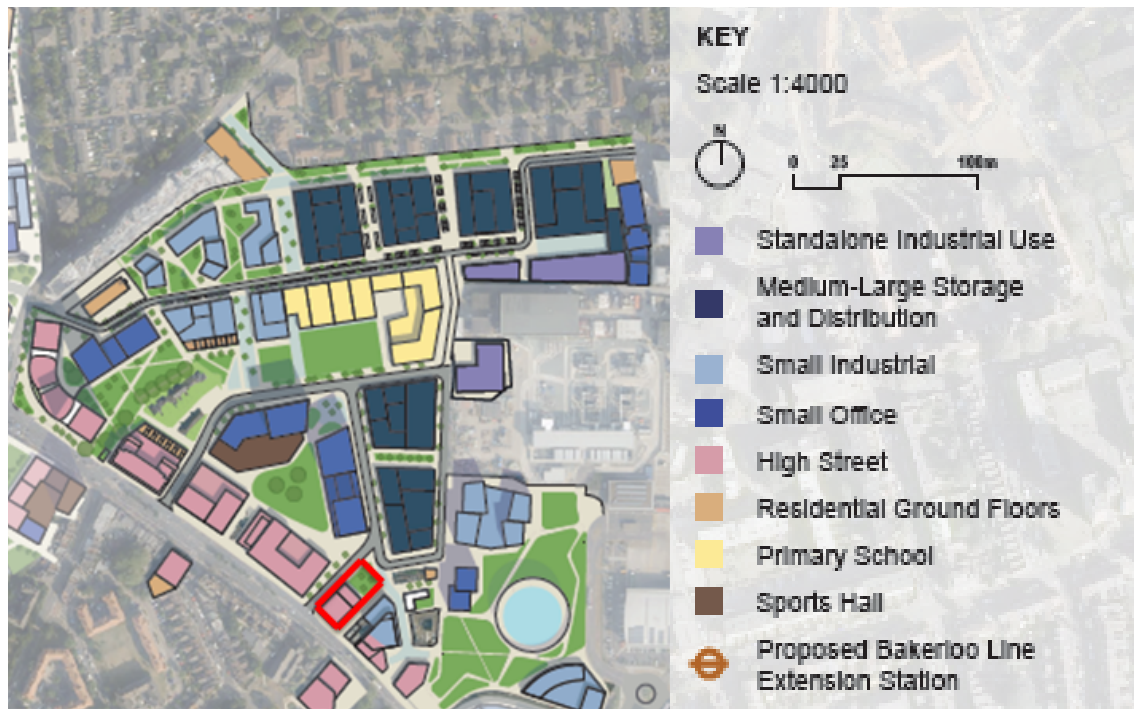 KEY
Scale 1:4000
N
0 25 100m
Standalone Industrial Use
Medium-Large Storage
and Distribution
Small Industrial
Small Office
High Street
Residential Ground Floors
Primary School
Sports Hall
Proposed Bakerloo Line
Extension Station